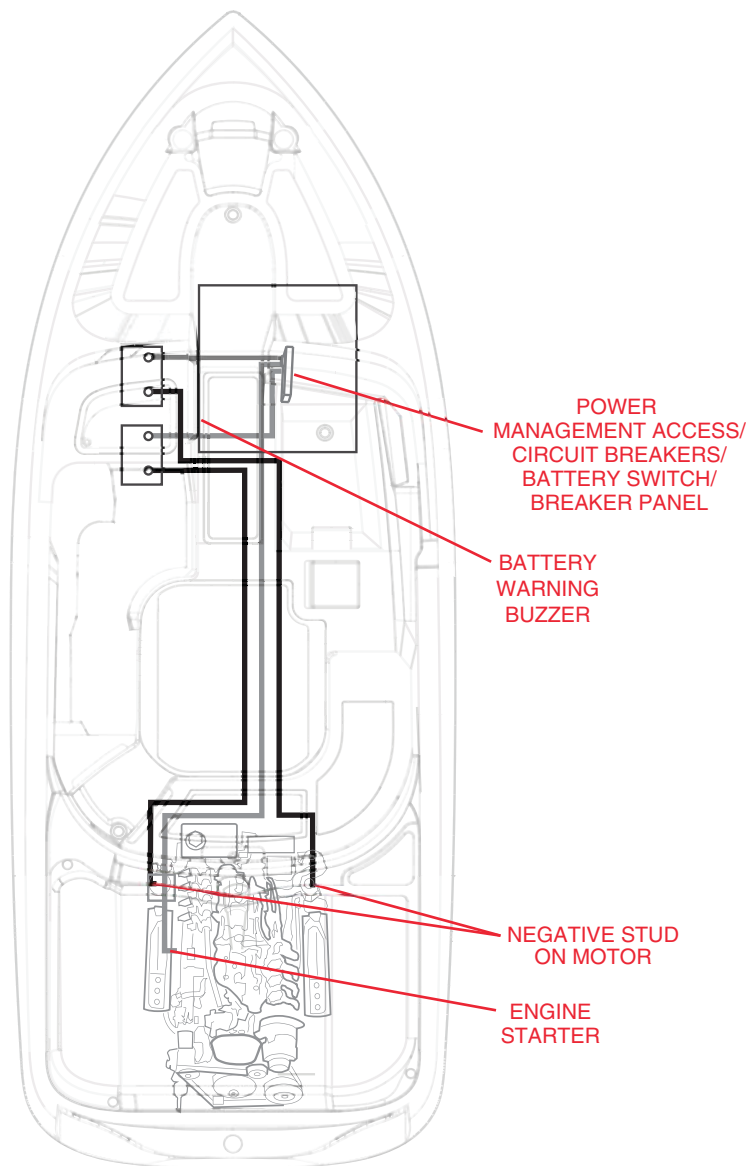 POWER
MANAGEMENT ACCESS/
CIRCUIT BREAKERS/
BATTERY SWITCH/
BREAKER PANEL
BATTERY
WARNING
BUZZER
NEGATIVE STUD
ON MOTOR
ENGINE
STARTER